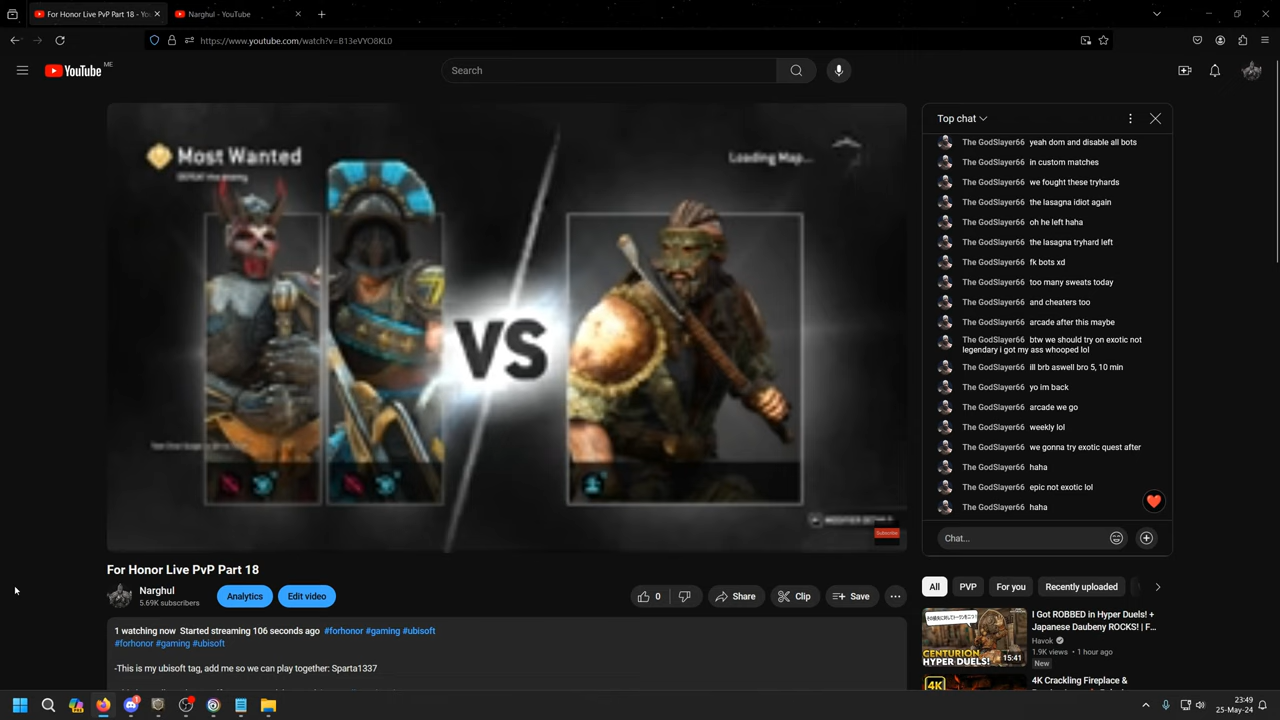 For Honor Live PvP Part 18 - Yo
Narghul - YouTube
https://www.youtube.com/watch?v=B13eVYO8KL0
YouTube ME
Search
Most Wanted
DEFEAT the enemy
Loading Map...
VS
Subscribe
Top chat
The GodSlayer66 yeah dom and disable all bots
The GodSlayer66 in custom matches
The GodSlayer66 we fought these tryhards
The GodSlayer66 the lasagna idiot again
The GodSlayer66 oh he left haha
The GodSlayer66 the lasagna tryhard left
The GodSlayer66 fk bots xd
The GodSlayer66 too many sweats today
The GodSlayer66 and cheaters too
The GodSlayer66 arcade after this maybe
The GodSlayer66 btw we should try on exotic not
legendary i got my ass whooped lol
The GodSlayer66 ill brb aswell bro 5, 10 min
The GodSlayer66 yo im back
The GodSlayer66 arcade we go
The GodSlayer66 weekly lol
The GodSlayer66 we gonna try exotic quest after
The GodSlayer66 haha
The GodSlayer66 epic not exotic lol
The GodSlayer66 haha
Chat...
For Honor Live PvP Part 18
Narghul
5.69K subscribers
Analytics
Edit video
0
Share
Clip
Save
1 watching now Started streaming 106 seconds ago #forhonor #gaming #ubisoft
#forhonor #gaming #ubisoft
-This is my ubisoft tag, add me so we can play together: Sparta1337
All
PVP
For you
Recently uploaded
CENTURION
HYPER DUELS!
15:41
I Got ROBBED in Hyper Duels! +
Japanese Daubeny ROCKS! | F...
Havok
1.9K views • 1 hour ago
New
4K
4K Crackling Fireplace &
23:49
25-May-24